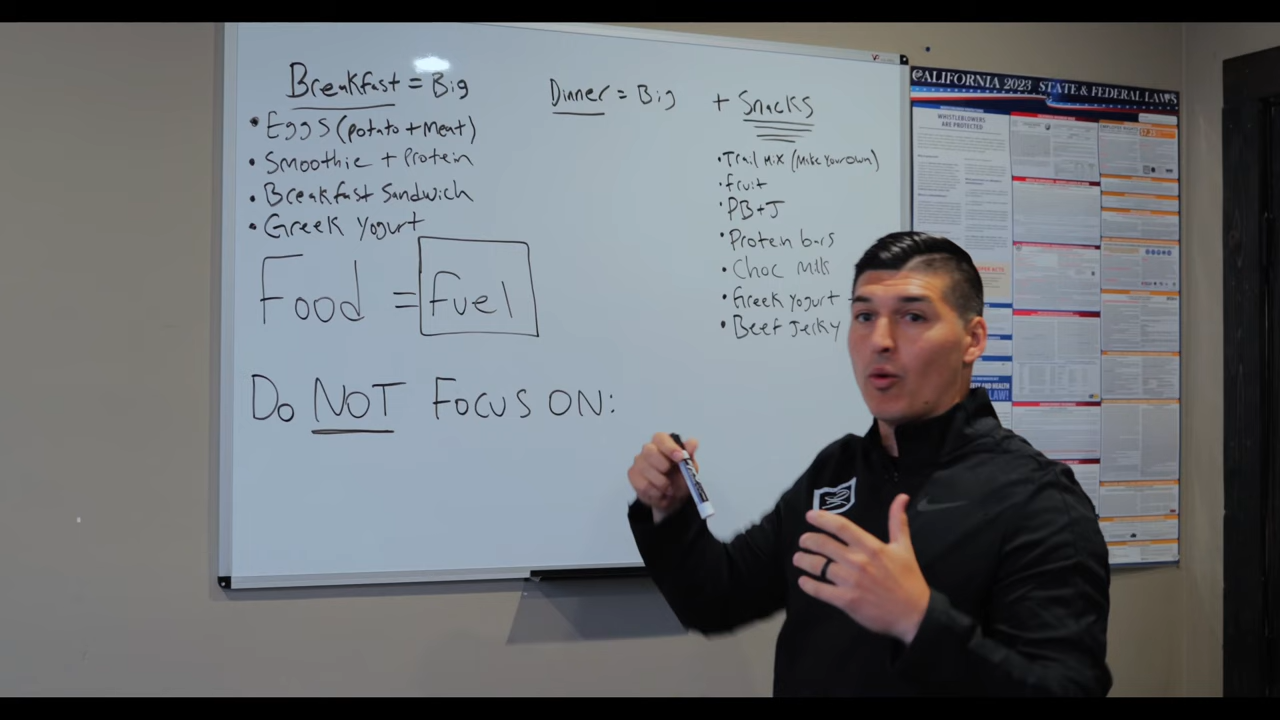 Breakfast = Big
• Eggs (potato + Meat)
• Smoothie + Protein
• Breakfast Sandwich
• Greek Yogurt
Food = Fuel
Do NOT FOCUS ON:
Dinner = Big
+ Snacks
• Trail Mix (Make Your Own)
• Fruit
• PB+J
• Protein bars
• Choc Milk
• Greek Yogurt
• Beef Jerky
CALIFORNIA 2023 STATE & FEDERAL LAWS
WHISTLEBLOWERS
ARE PROTECTED